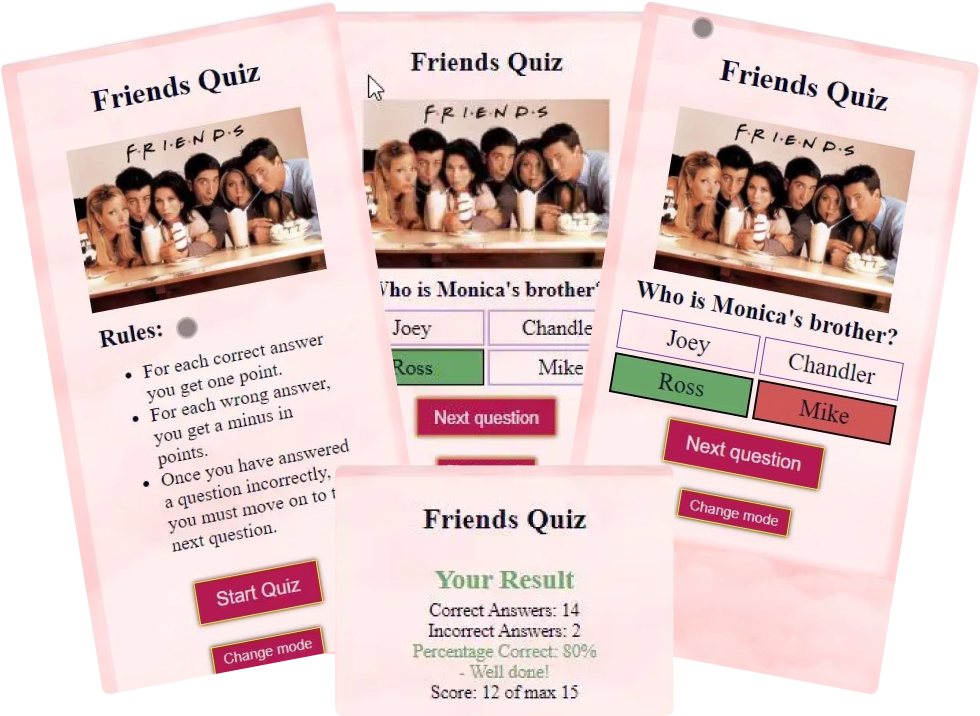 Friends Quiz
F·R·I·E·N·D·S
Rules:
For each correct answer
you get one point.
For each wrong answer,
you get a minus in
points.
Once you have answered
a question incorrectly,
you must move on to t
next question.
Start Quiz
Change mode
Friends Quiz
F·R·I·E·N·D·S
Who is Monica's brother?
Joey
Chandle
Ross
Mike
Next question
Friends Quiz
F·R·I·E·N·D·S
Who is Monica's brother?
Joey
Chandler
Ross
Mike
Next question
Change mode
Friends Quiz
Your Result
Correct Answers: 14
Incorrect Answers: 2
Percentage Correct: 80%
- Well done!
Score: 12 of max 15